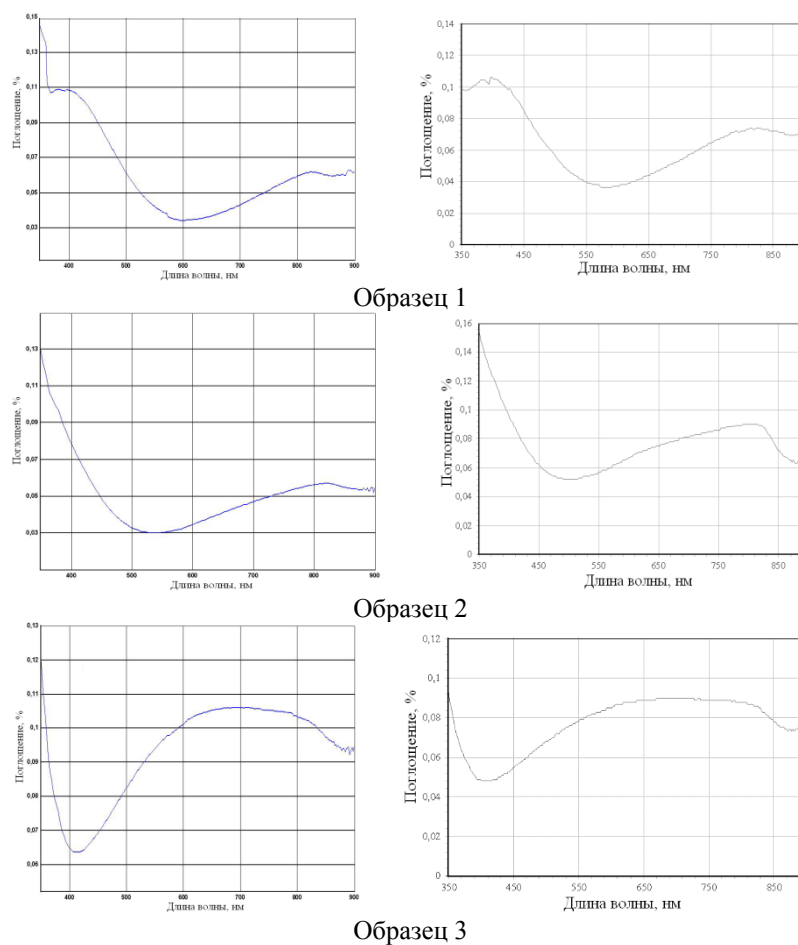 0,15
0,13
0,11
0,09
0,07
0,05
0,03
Поглощение, %
400 500 600 700 800 900
Длина волны, нм
0,14
0,12
0,1
0,08
0,06
0,04
0,02
0
Поглощение, %
350 450 550 650 750 850
Длина волны, нм
Образец 1
0,13
0,11
0,09
0,07
0,05
0,03
Поглощение, %
400 500 600 700 800 900
Длина волны, нм
0,16
0,14
0,12
0,1
0,08
0,06
0,04
0,02
0
Поглощение, %
350 450 550 650 750 850
Длина волны, нм
Образец 2
0,13
0,12
0,11
0,1
0,09
0,08
0,07
0,06
Поглощение, %
400 500 600 700 800 900
Длина волны, нм
0,12
0,1
0,08
0,06
0,04
0,02
0
Поглощение, %
350 450 550 650 750 850
Длина волны, нм
Образец 3